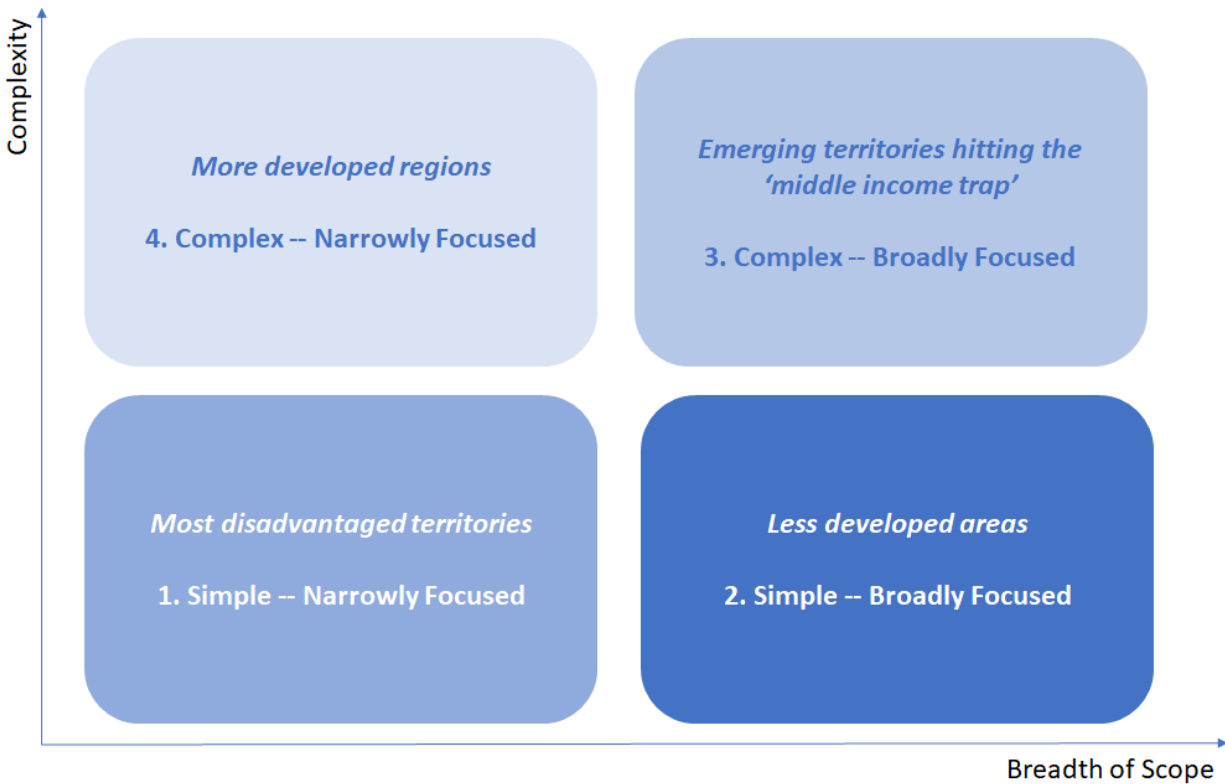 Complexity
More developed regions
4. Complex -- Narrowly Focused
Emerging territories hitting the
‘middle income trap’
3. Complex -- Broadly Focused
Most disadvantaged territories
1. Simple -- Narrowly Focused
Less developed areas
2. Simple -- Broadly Focused
Breadth of Scope